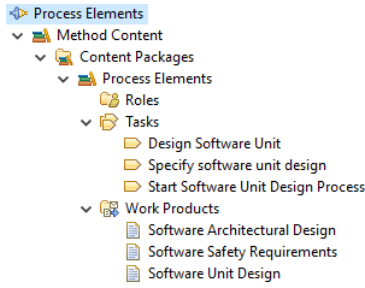 Process Elements
Method Content
Content Packages
Process Elements
Roles
Tasks
Design Software Unit
Specify software unit design
Start Software Unit Design Process
Work Products
Software Architectural Design
Software Safety Requirements
Software Unit Design